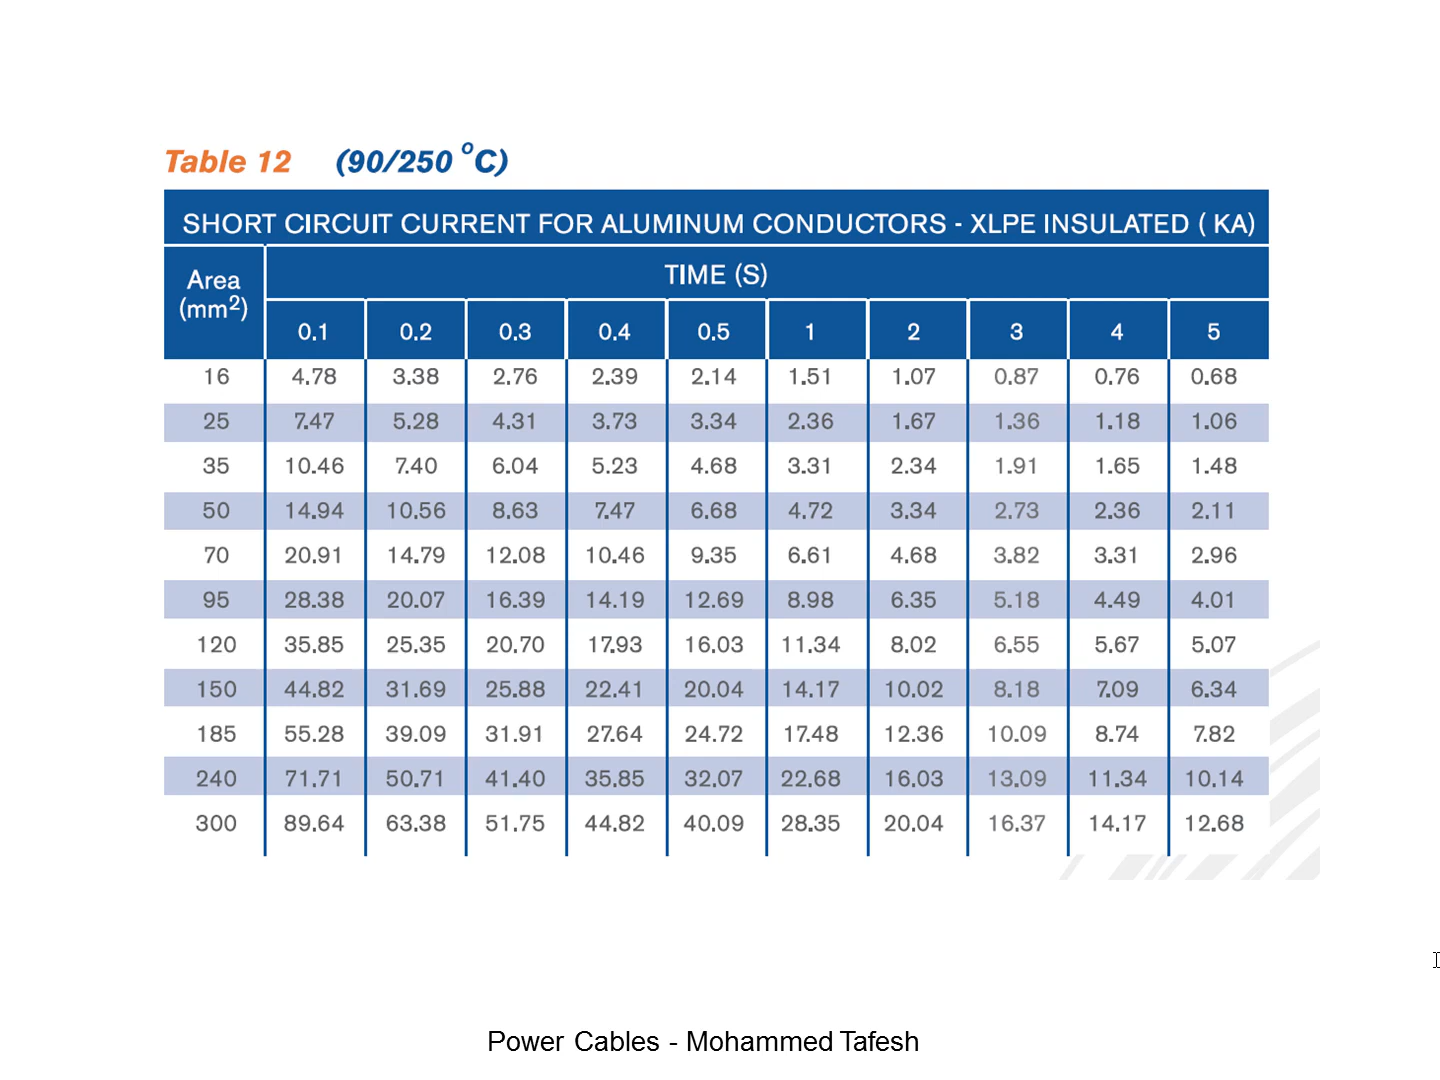 Table 12 (90/250 °C)
SHORT CIRCUIT CURRENT FOR ALUMINUM CONDUCTORS - XLPE INSULATED ( KA)
Area (mm2) TIME (S)
0.1 0.2 0.3 0.4 0.5 1 2 3 4 5
16 4.78 3.38 2.76 2.39 2.14 1.51 1.07 0.87 0.76 0.68
25 7.47 5.28 4.31 3.73 3.34 2.36 1.67 1.36 1.18 1.06
35 10.46 7.40 6.04 5.23 4.68 3.31 2.34 1.91 1.65 1.48
50 14.94 10.56 8.63 7.47 6.68 4.72 3.34 2.73 2.36 2.11
70 20.91 14.79 12.08 10.46 9.35 6.61 4.68 3.82 3.31 2.96
95 28.38 20.07 16.39 14.19 12.69 8.98 6.35 5.18 4.49 4.01
120 35.85 25.35 20.70 17.93 16.03 11.34 8.02 6.55 5.67 5.07
150 44.82 31.69 25.88 22.41 20.04 14.17 10.02 8.18 7.09 6.34
185 55.28 39.09 31.91 27.64 24.72 17.48 12.36 10.09 8.74 7.82
240 71.71 50.71 41.40 35.85 32.07 22.68 16.03 13.09 11.34 10.14
300 89.64 63.38 51.75 44.82 40.09 28.35 20.04 16.37 14.17 12.68
Power Cables - Mohammed Tafesh